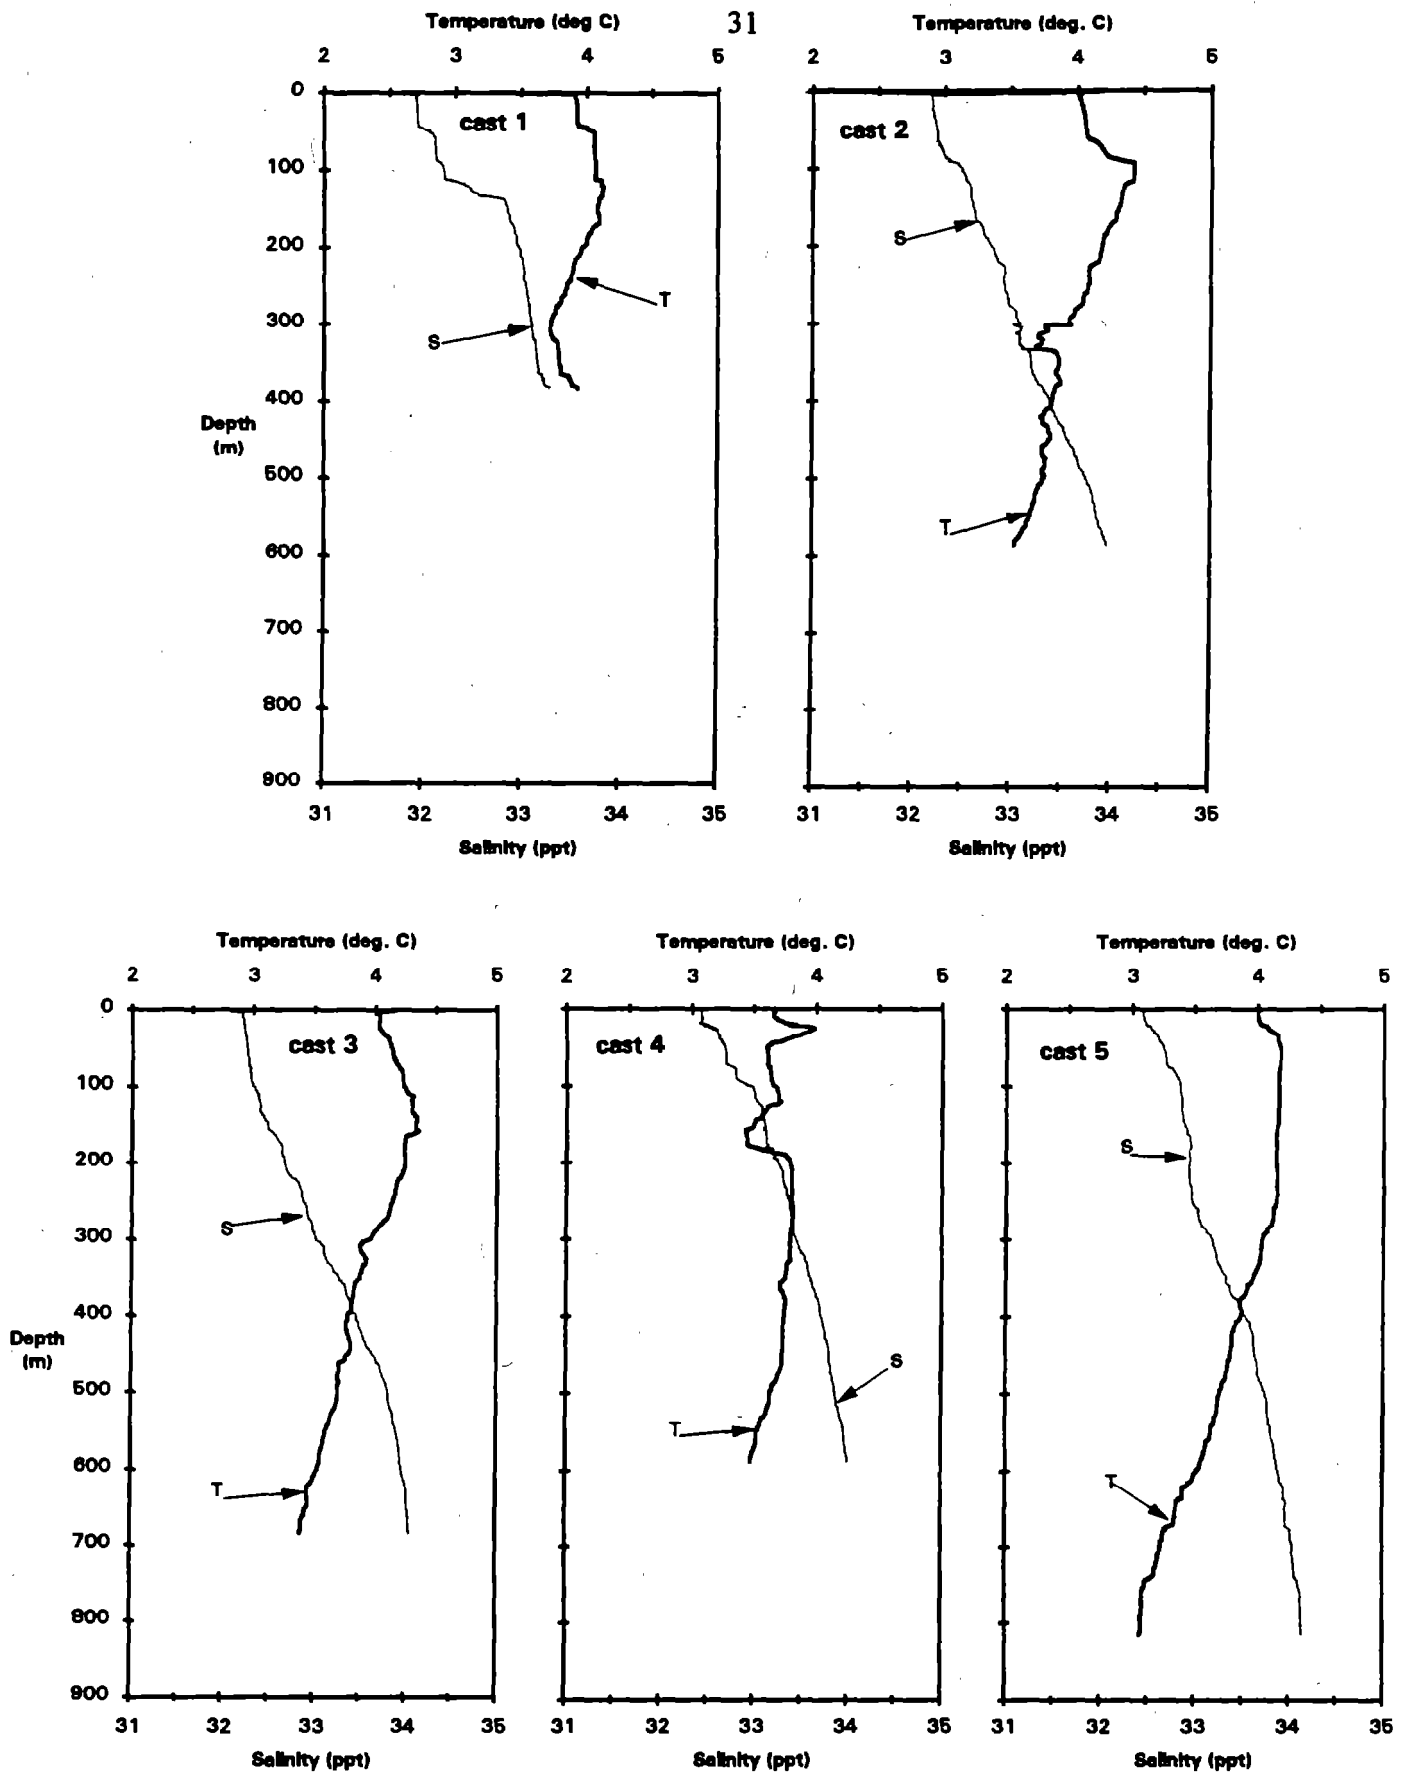 31
Temperature (deg C)
2 3 4 5
0
100
200
300
400
500
600
700
800
900
Depth
(m)
cast 1
T
S
31 32 33 34 35
Salinity (ppt)
Temperature (deg. C)
2 3 4 5
cast 2
S
T
31 32 33 34 35
Salinity (ppt)
Temperature (deg. C)
2 3 4 5
0
100
200
300
400
500
600
700
800
900
Depth
(m)
cast 3
S
T
31 32 33 34 35
Salinity (ppt)
Temperature (deg. C)
2 3 4 5
cast 4
S
T
31 32 33 34 35
Salinity (ppt)
Temperature (deg. C)
2 3 4 5
cast 5
S
T
31 32 33 34 35
Salinity (ppt)